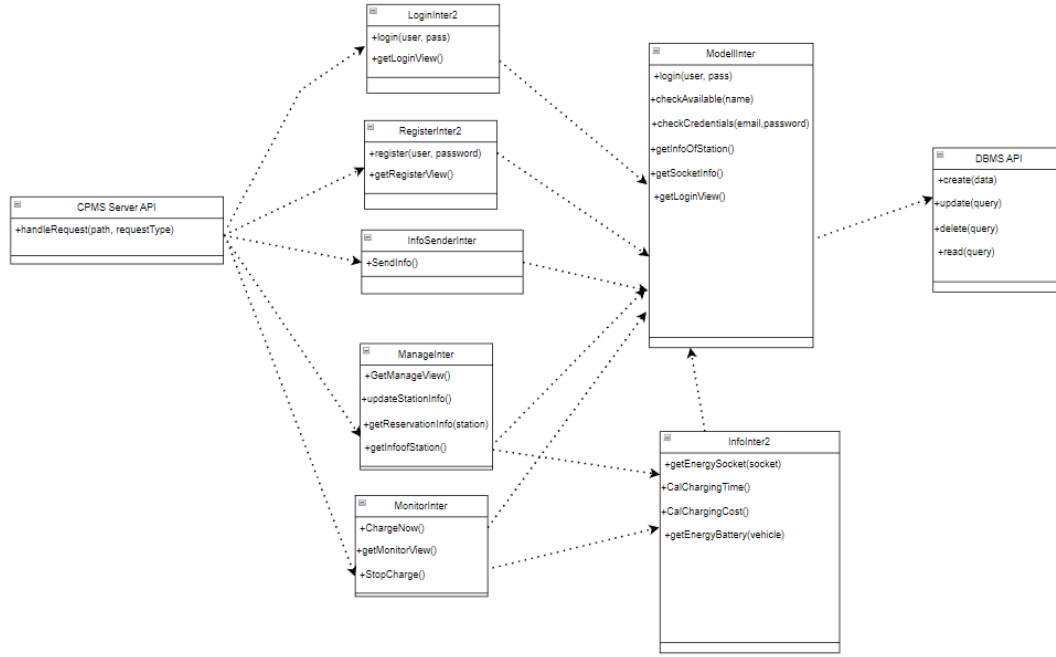 LoginInter2
+login(user, pass)
+getLoginView()
ModelInter
+login(user, pass)
+checkAvailable(name)
+checkCredentials(email,password)
+getInfoOfStation()
+getSocketInfo()
+getLoginView()
RegisterInter2
+register(user, password)
+getRegisterView()
DBMS API
+create(data)
+update(query)
+delete(query)
+read(query)
CPMS Server API
+handleRequest(path, requestType)
InfoSenderInter
+SendInfo()
ManageInter
+GetManageView()
+updateStationInfo()
+getReservationInfo(station)
+getInfoofStation()
InfoInter2
+getEnergySocket(socket)
+CalChargingTime()
+CalChargingCost()
+getEnergyBattery(vehicle)
MonitorInter
+ChargeNow()
+getMonitorView()
+StopCharge()